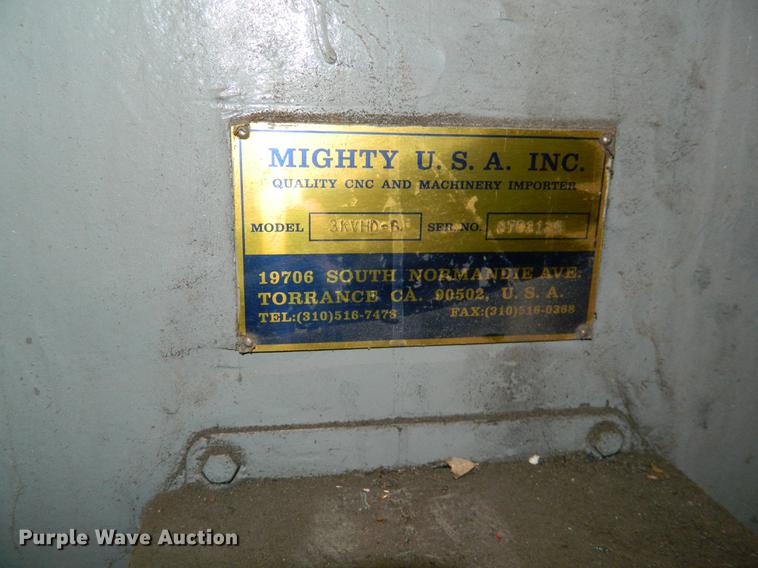 MIGHTY U. S. A. INC.
QUALITY CNC AND MACHINERY IMPORTER
MODEL 3KVHD-B SER. NO.
19706 SOUTH NORMANDIE AVE.
TORRANCE CA. 90502, U. S. A.
TEL:(310)516-7478 FAX:(310)516-0368
Purple Wave Auction